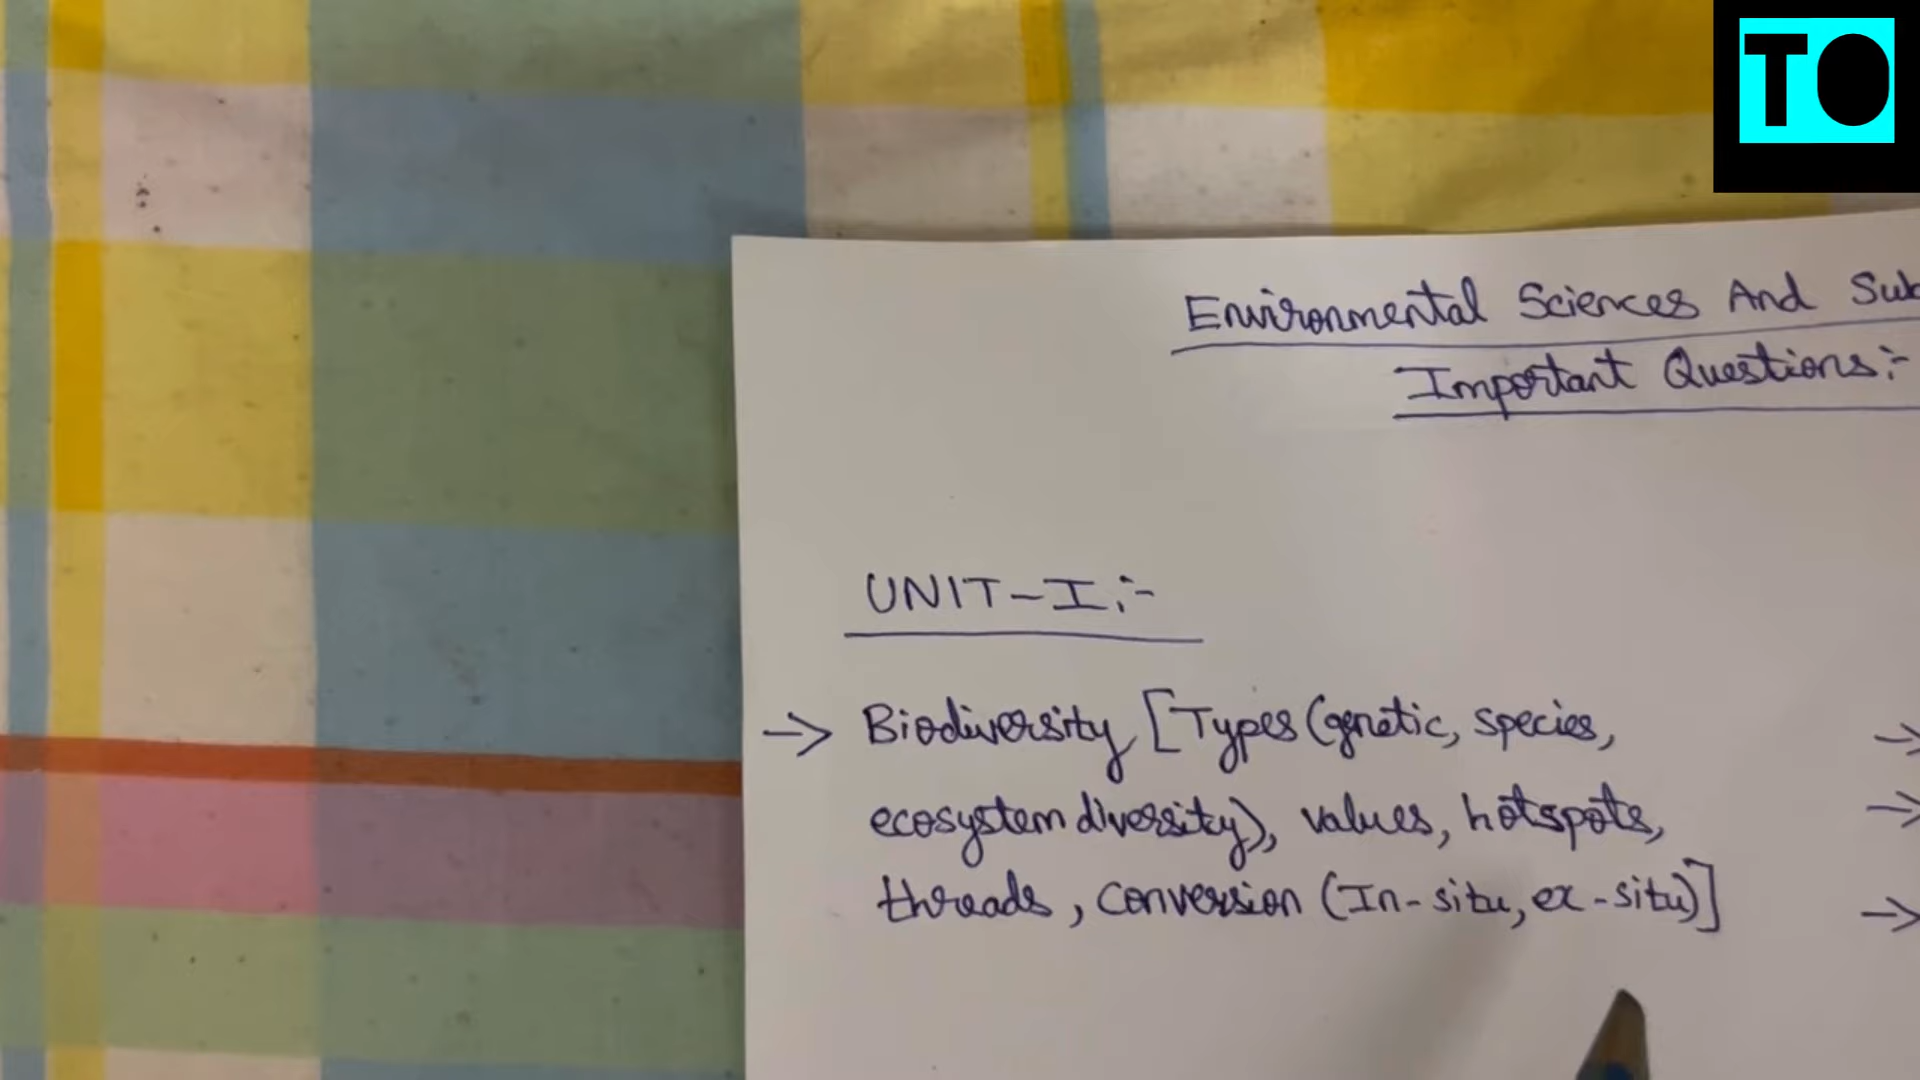 TO
Environmental Sciences And
Important Questions:-
UNIT-I:-
→ Biodiversity [Types (genetic, species,
ecosystem diversity), values, hotspots,
threads, conversion (In-situ, ex-situ)]
→
→
→